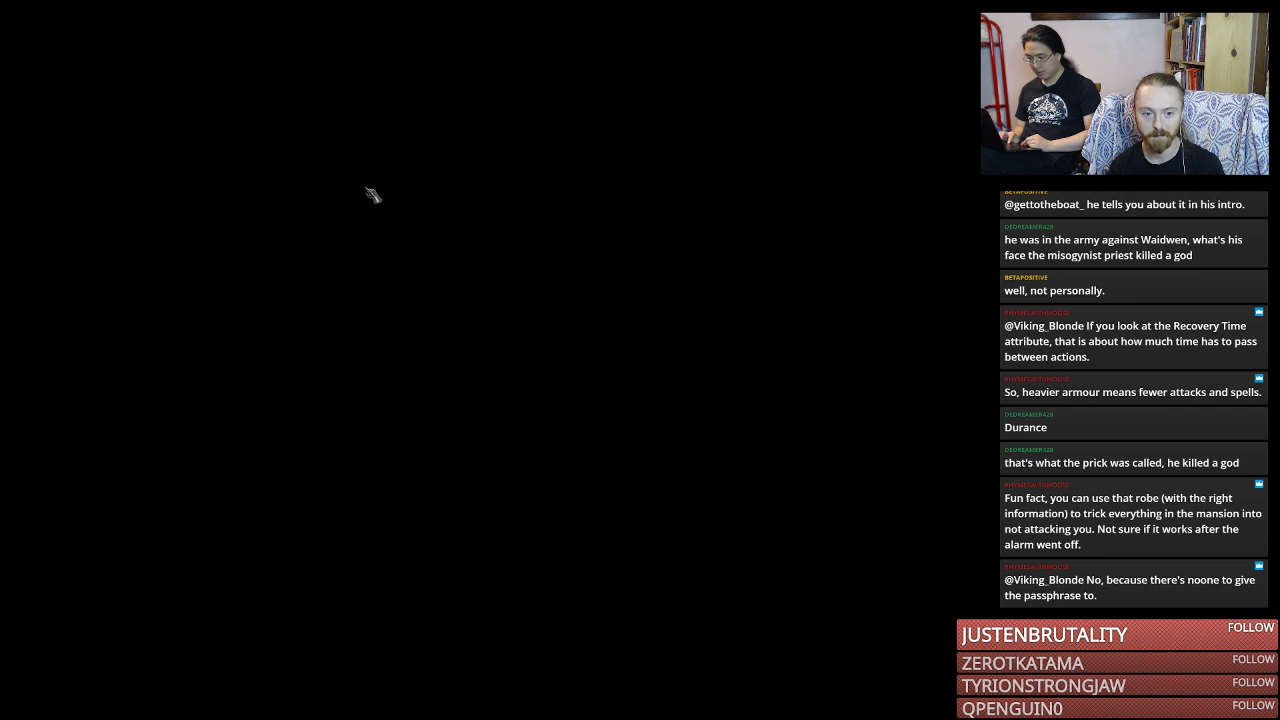 BETAPOSITIVE
@gettotheboat_ he tells you about it in his intro.
DEDREAMER428
he was in the army against Waidwen, what's his
face the misogynist priest killed a god
BETAPOSITIVE
well, not personally.
RHYMESWITHMOOSE
@Viking_Blonde If you look at the Recovery Time
attribute, that is about how much time has to pass
between actions.
RHYMESWITHMOOSE
So, heavier armour means fewer attacks and spells.
DEDREAMER428
Durance
DEDREAMER428
that's what the prick was called, he killed a god
RHYMESWITHMOOSE
Fun fact, you can use that robe (with the right
information) to trick everything in the mansion into
not attacking you. Not sure if it works after the
alarm went off.
RHYMESWITHMOOSE
@Viking_Blonde No, because there's noone to give
the passphrase to.
JUSTENBRUTALITY FOLLOW
ZEROTKATAMA FOLLOW
TYRIONSTRONGJAW FOLLOW
QPENGUIN0 FOLLOW